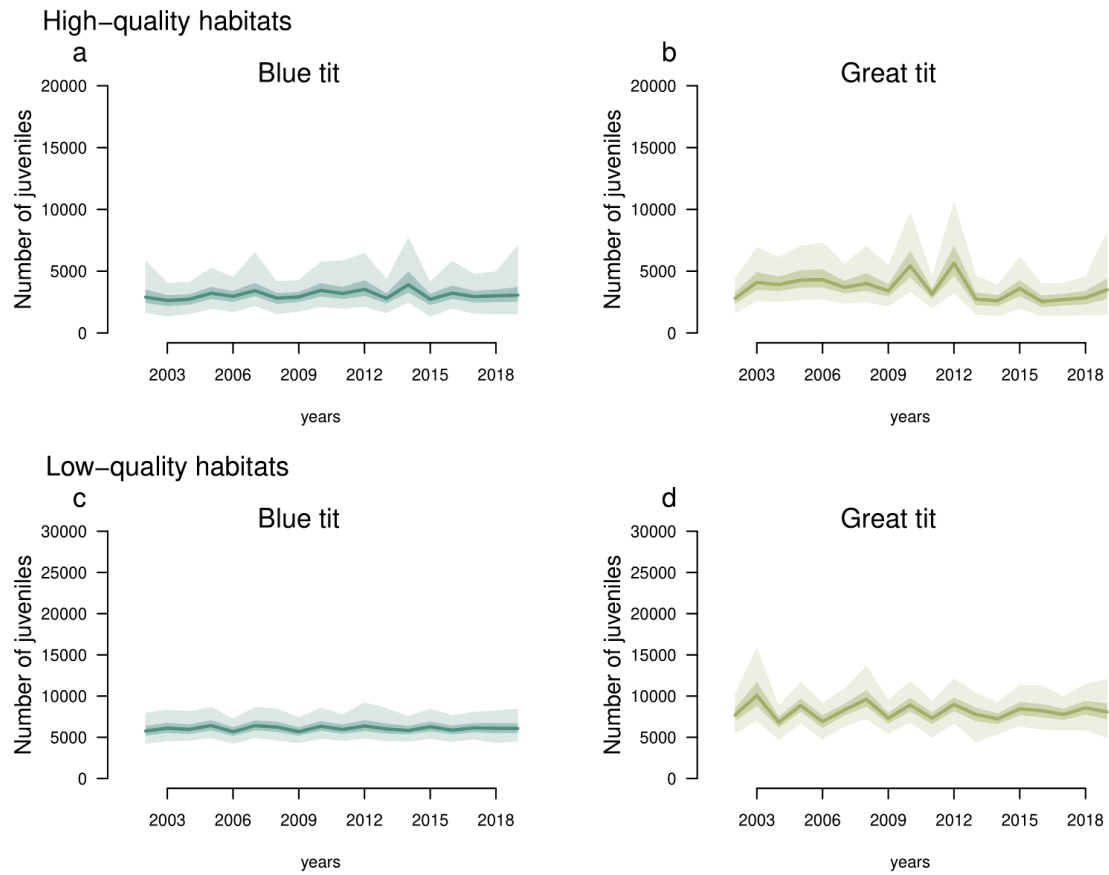 High−quality habitats
a
Blue tit
Number of juveniles
20000
15000
10000
5000
0
2003 2006 2009 2012 2015 2018
years
b
Great tit
Number of juveniles
20000
15000
10000
5000
0
2003 2006 2009 2012 2015 2018
years
Low−quality habitats
c
Blue tit
Number of juveniles
30000
25000
20000
15000
10000
5000
0
2003 2006 2009 2012 2015 2018
years
d
Great tit
Number of juveniles
30000
25000
20000
15000
10000
5000
0
2003 2006 2009 2012 2015 2018
years